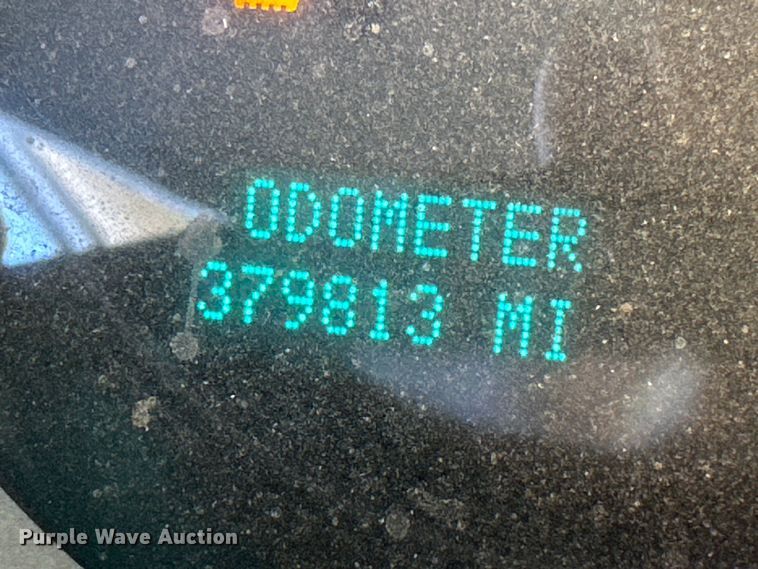 ODOMETER
379813 MI
Purple Wave Auction